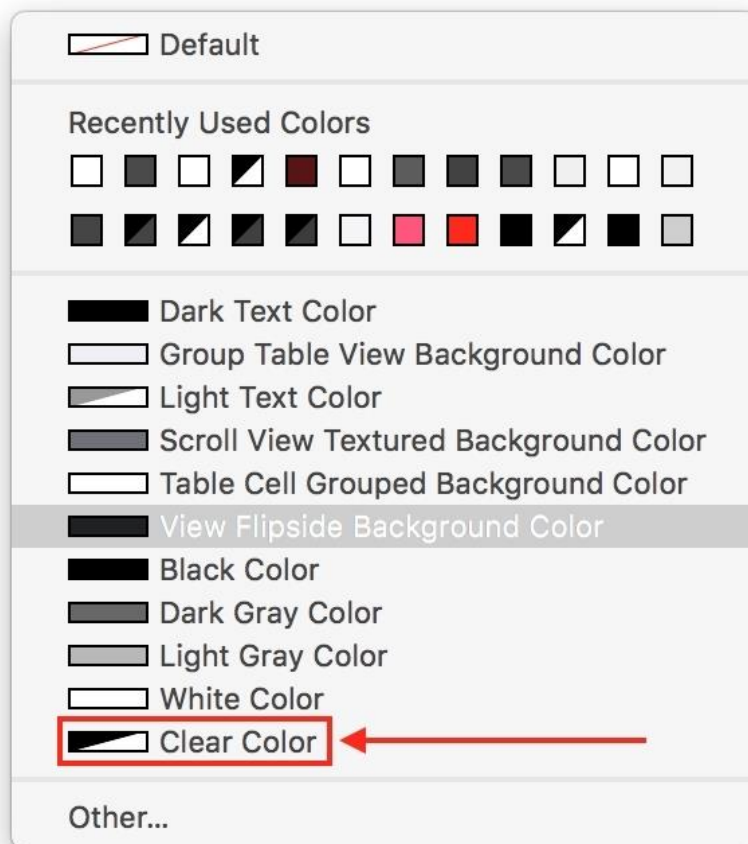 Default
Recently Used Colors
Dark Text Color
Group Table View Background Color
Light Text Color
Scroll View Textured Background Color
Table Cell Grouped Background Color
View Flipside Background Color
Black Color
Dark Gray Color
Light Gray Color
White Color
Clear Color
Other...